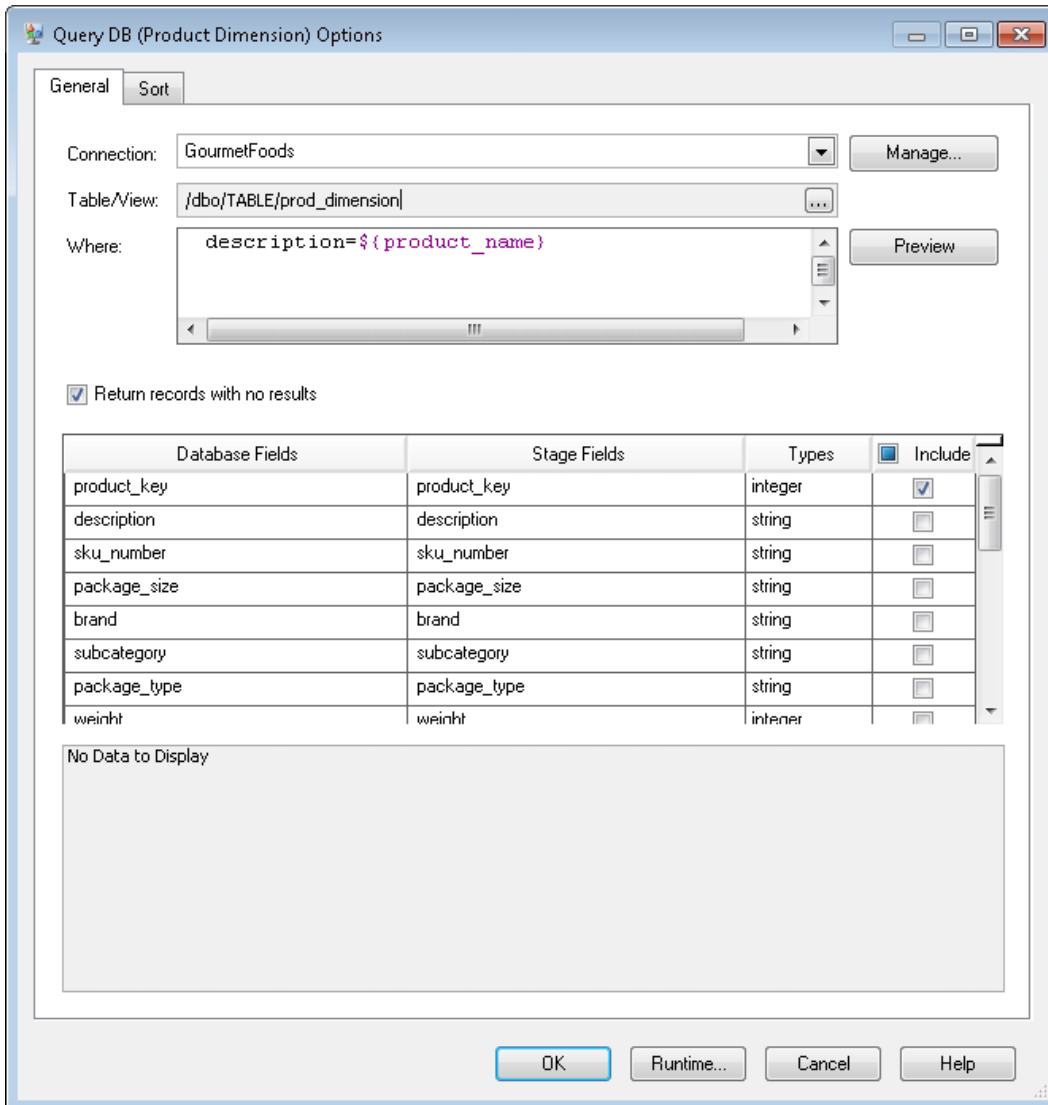 Query DB (Product Dimension) Options
General Sort
Connection: GourmetFoods Manage...
Table/View: /dbo/TABLE/prod_dimension ...
Where: description=${product_name} Preview
Return records with no results
Database Fields Stage Fields Types Include
product_key product_key integer
description description string
sku_number sku_number string
package_size package_size string
brand brand string
subcategory subcategory string
package_type package_type string
weight weight integer
No Data to Display
OK Runtime... Cancel Help